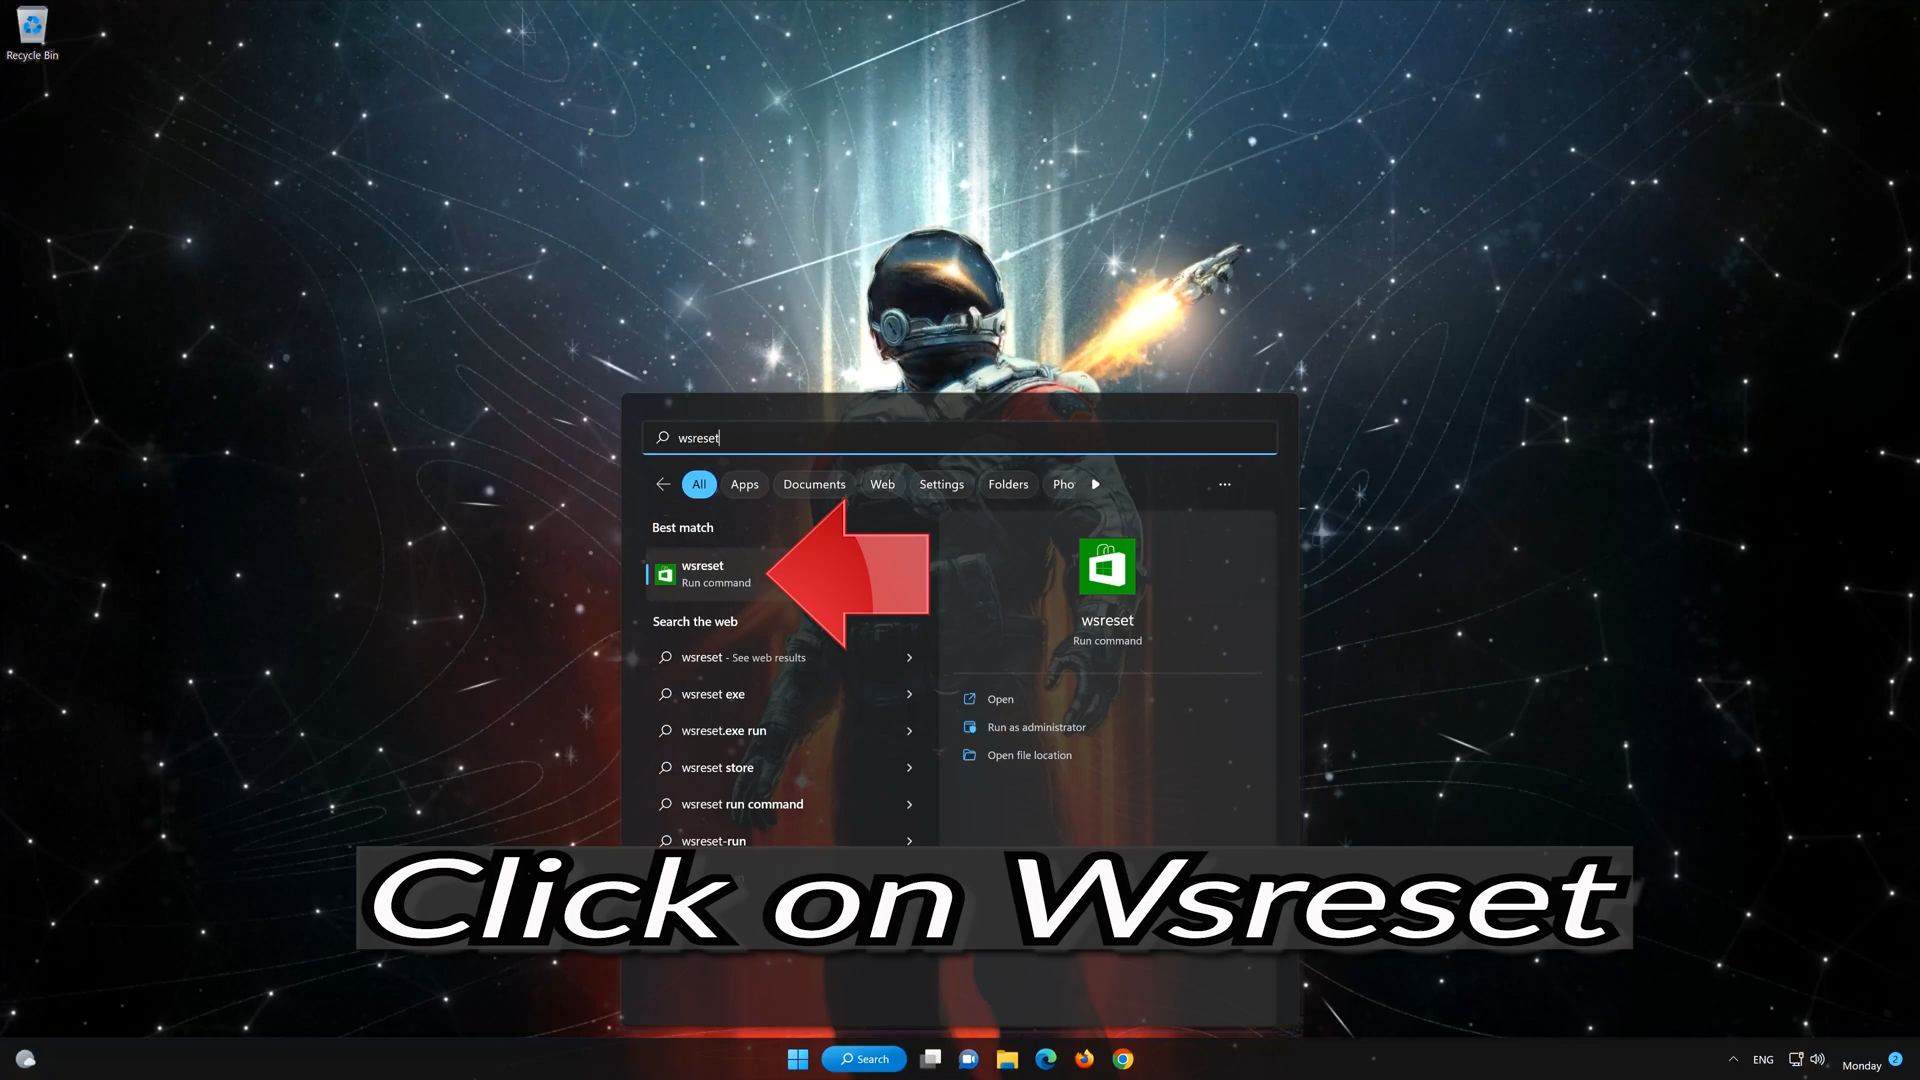 Recycle Bin
wsreset
All Apps Documents Web Settings Folders Pho
Best match
wsreset
Run command
Search the web
wsreset - See web results
wsreset exe
wsreset.exe run
wsreset store
wsreset run command
wsreset-run
wsreset
Run command
Open
Run as administrator
Open file location
Click on Wsreset
Search
ENG
Monday
2